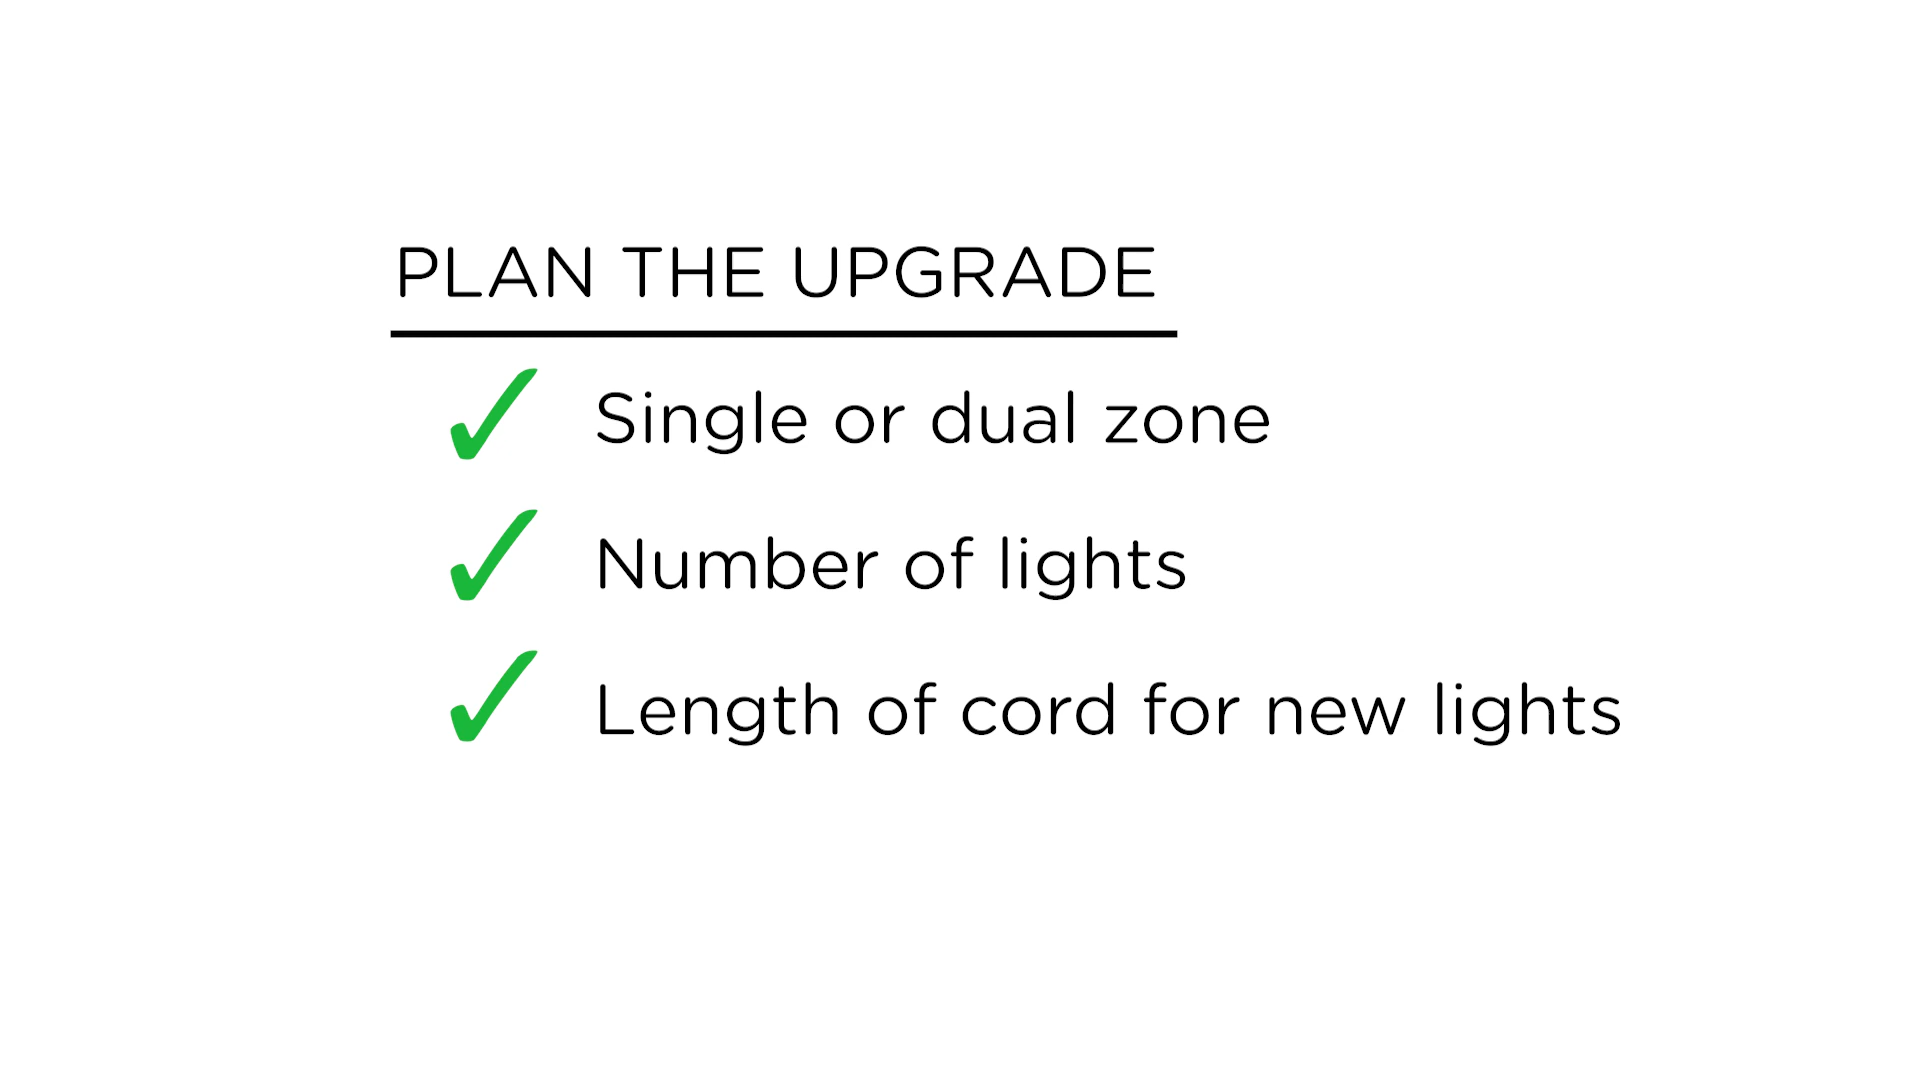 PLAN THE UPGRADE
Single or dual zone
Number of lights
Length of cord for new lights